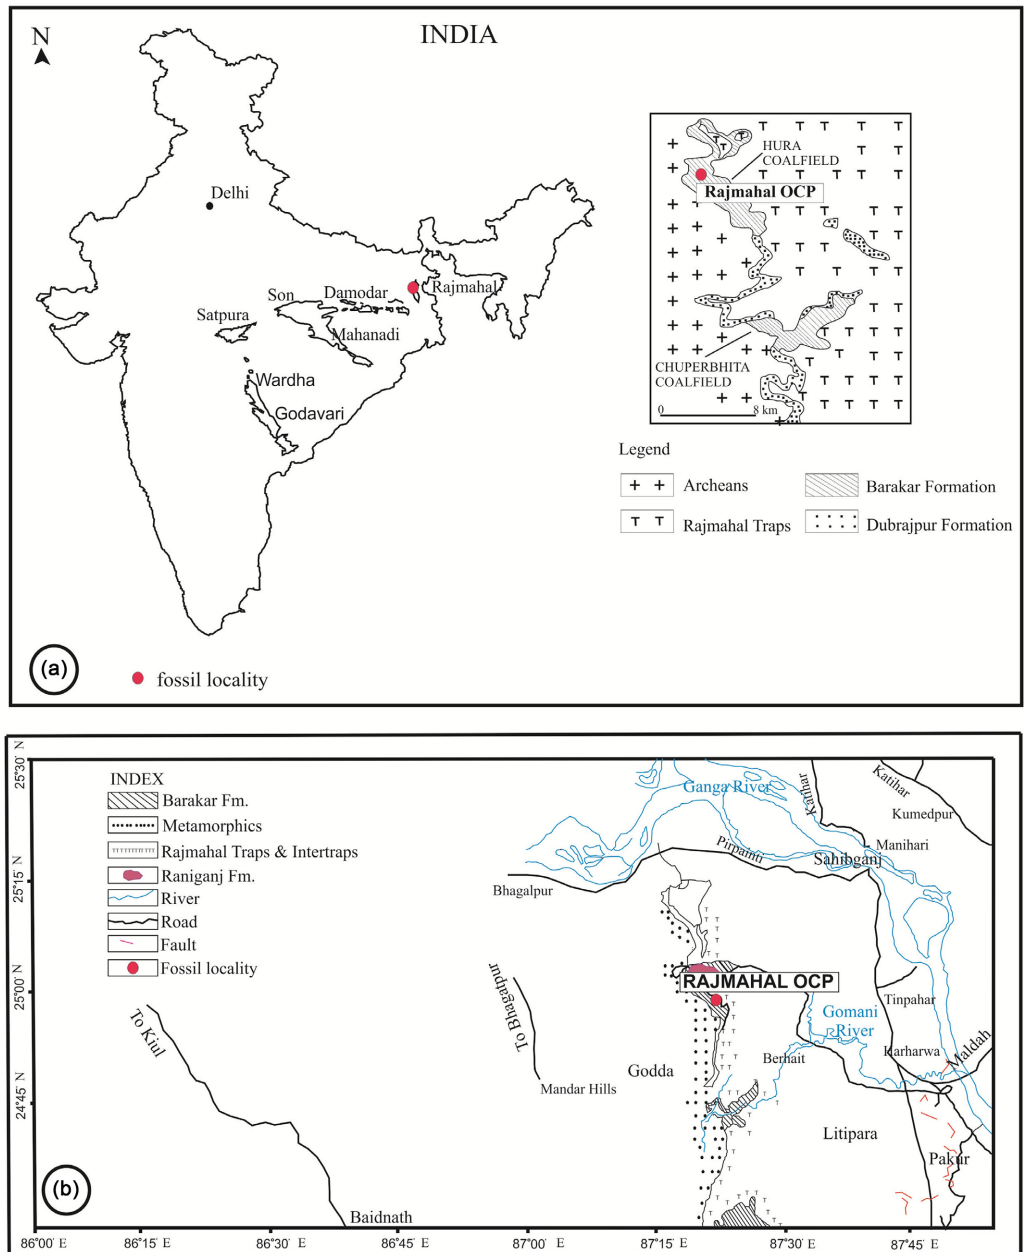 INDIA
N
Delhi
Son
Damodar
Rajmahal
Satpura
Mahanadi
Wardha
Godavari
HURA
COALFIELD
Rajmahal OCP
CHUPERBHITA
COALFIELD
0 8 km
Legend
+ + Archeans
Barakar Formation
T T Rajmahal Traps
Dubrajpur Formation
(a)
fossil locality
25°30' N
25°15' N
25°00' N
24°45' N
INDEX
Barakar Fm.
Metamorphics
Rajmahal Traps & Intertraps
Raniganj Fm.
River
Road
Fault
Fossil locality
Ganga River
Katihar
Katihar
Kumedpur
Manihari
Pirpainti
Sahibganj
Bhagalpur
RAJMAHAL OCP
To Bhagatpur
Tinpahar
Gomani
River
To Kiul
Karharwa
Maldah
Berhait
Godda
Mandar Hills
Litipara
Pakur
(b)
Baidnath
86°00' E
86°15' E
86°30' E
86°45' E
87°00' E
87°15' E
87°30' E
87°45' E